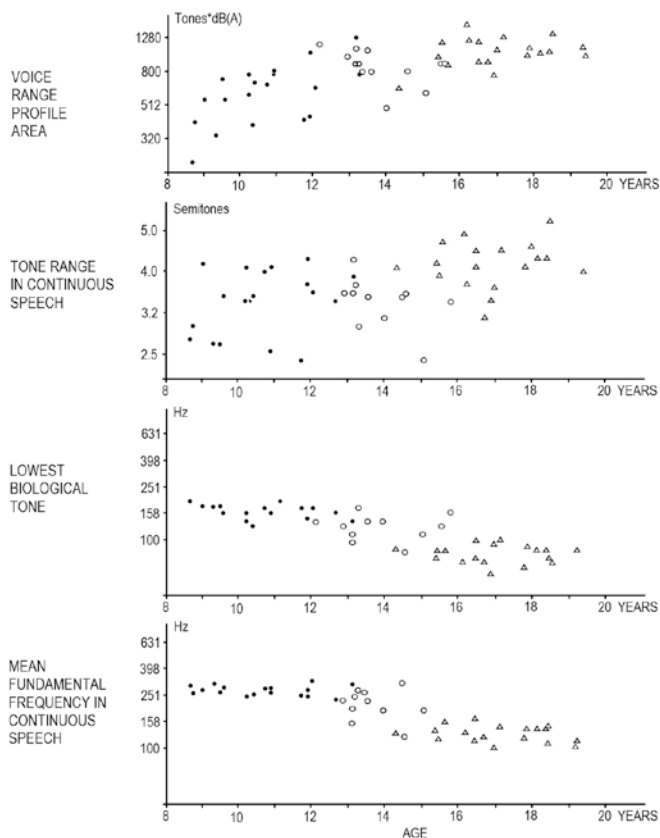 Tones*dB(A)
1280
VOICE
RANGE
PROFILE
AREA
800
512
320
8
10
12
14
16
18
20 YEARS
Semitones
5.0
TONE RANGE
IN CONTINUOUS
SPEECH
4.0
3.2
2.5
8
10
12
14
16
18
20 YEARS
Hz
631
398
LOWEST
BIOLOGICAL
TONE
251
158
100
8
10
12
14
16
18
20 YEARS
Hz
631
MEAN
FUNDAMENTAL
FREQUENCY IN
CONTINUOUS
SPEECH
398
251
158
100
8
10
12
14
16
18
20 YEARS
AGE